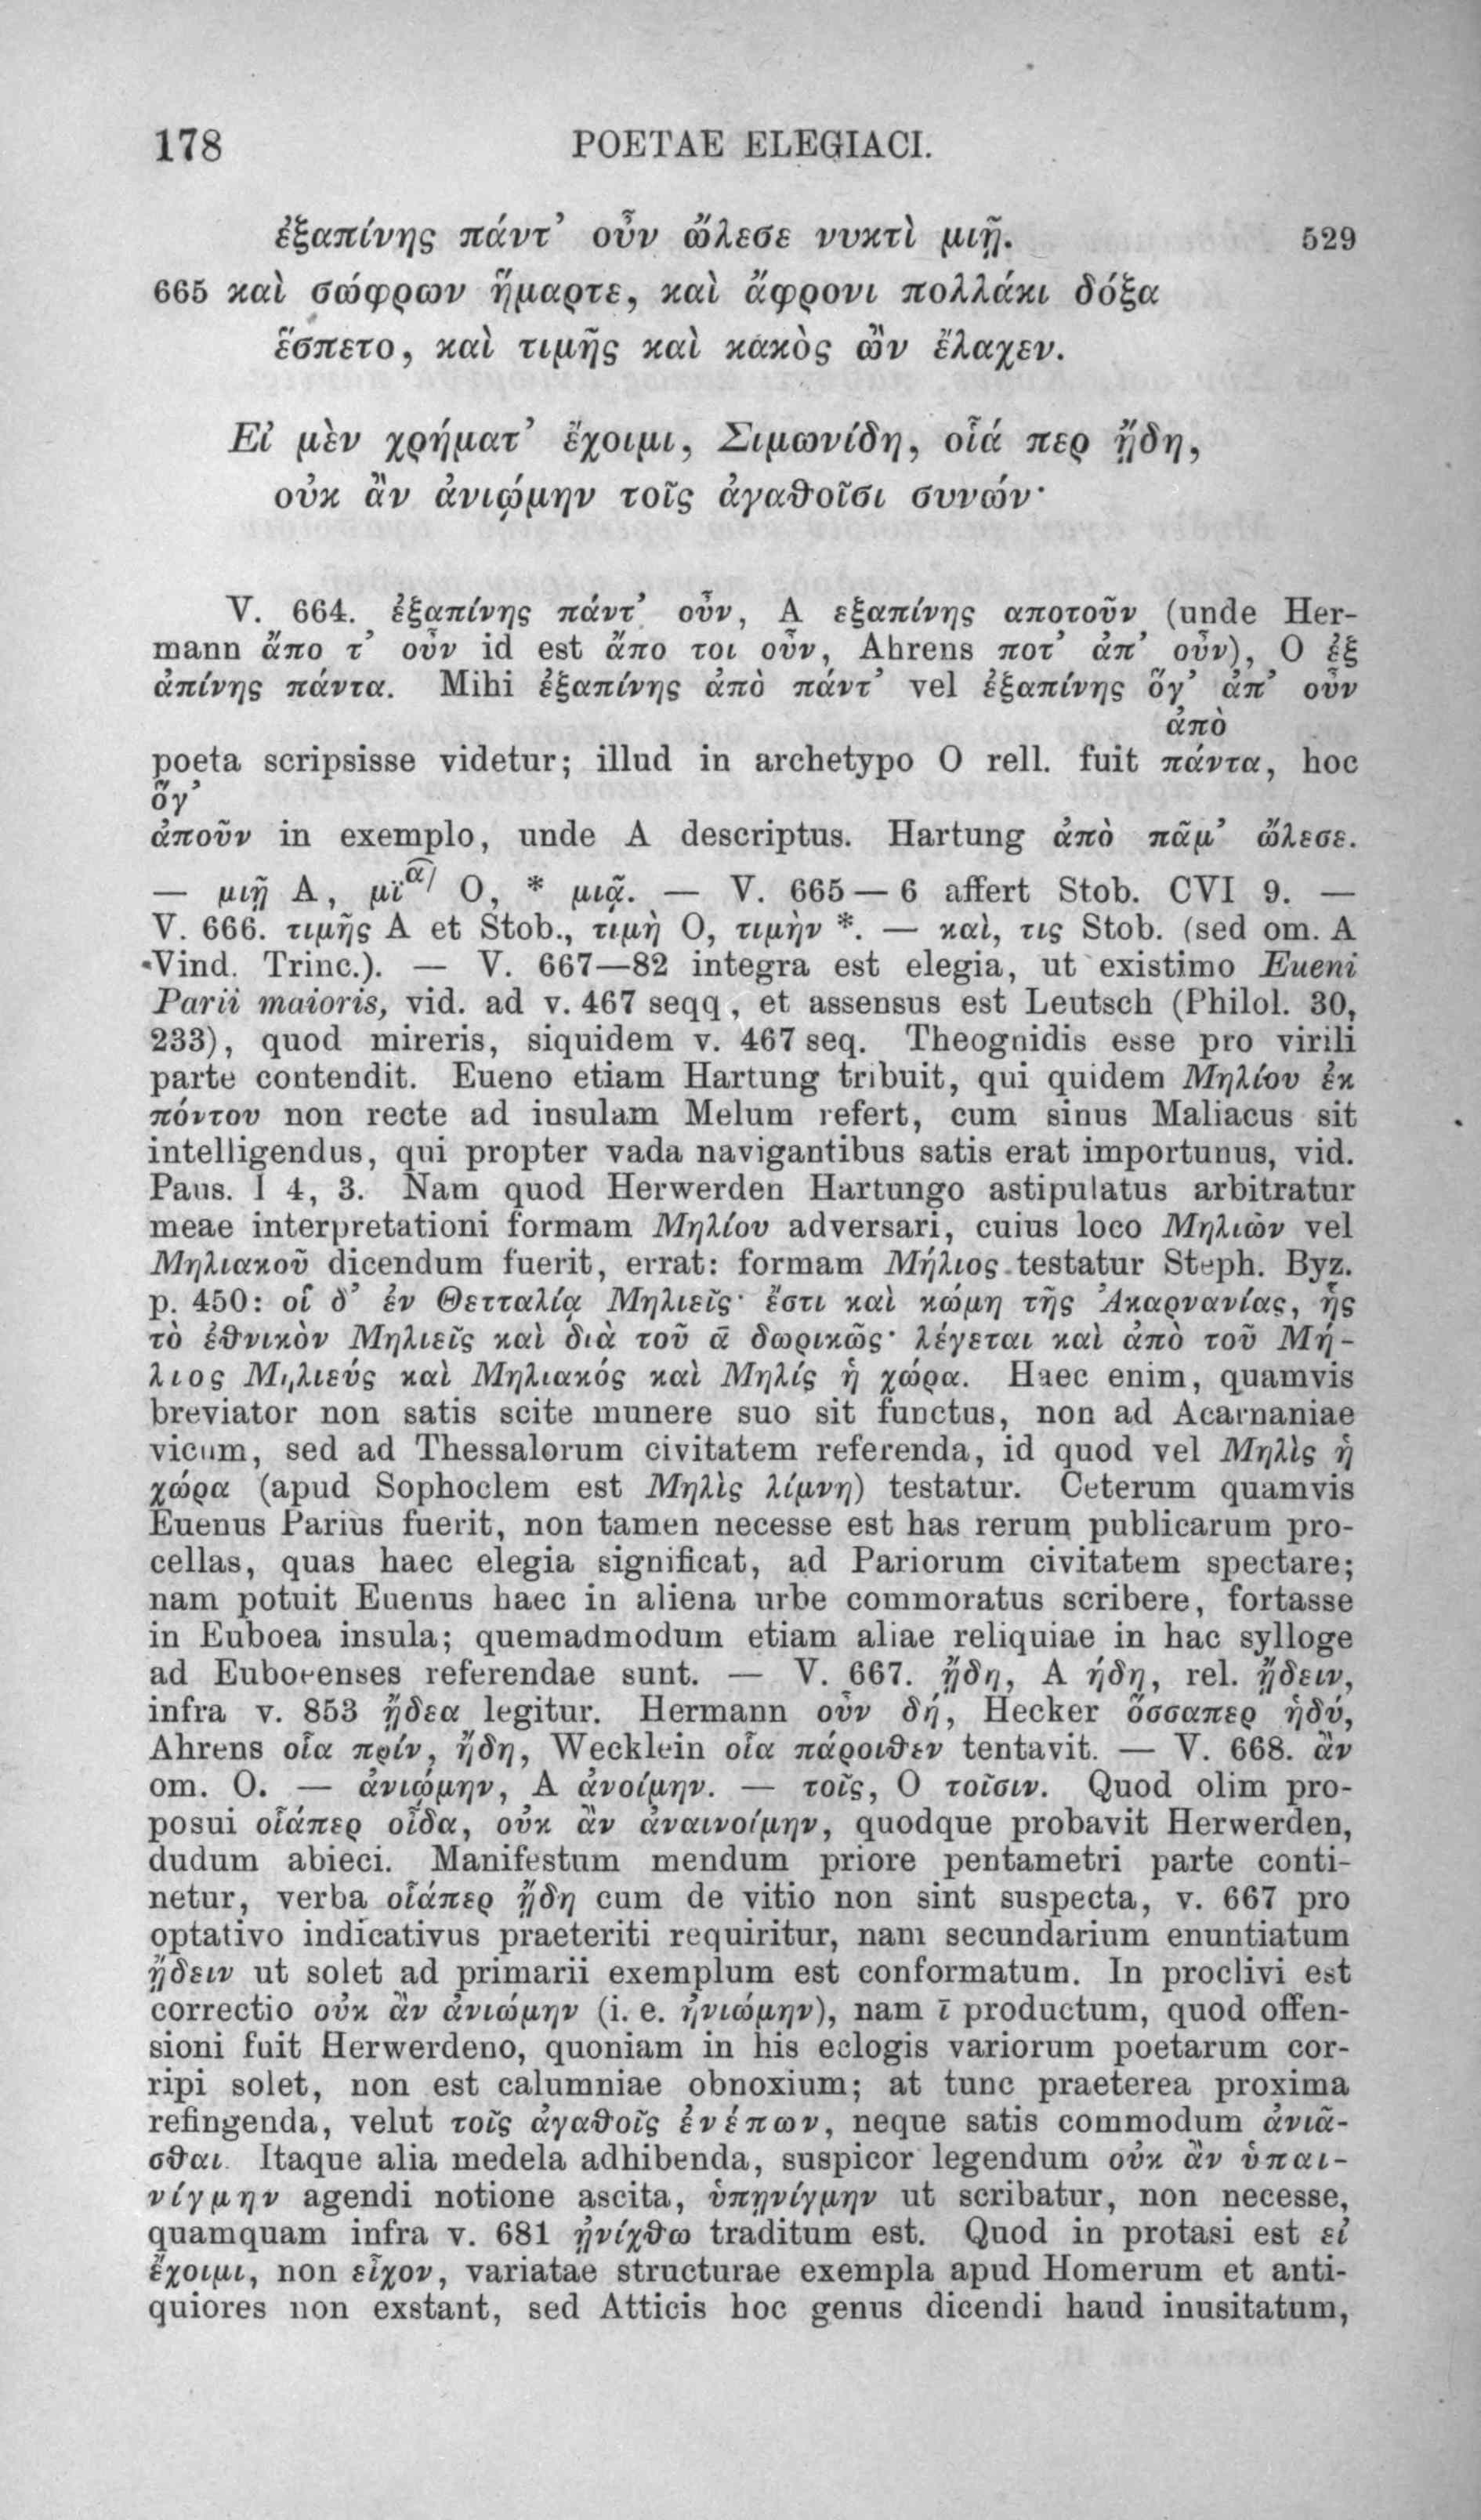 178 POETAE ELEGIACI.
ἐξαπίνης πάντ’ οὖν ὤλεσε νυκτὶ μιῇ. 529
665 καὶ σώφρων ἥμαρτε, καὶ ἄφρονι πολλάκι δόξα
ἕσπετο, καὶ τιμῆς καὶ κακὸς ὢν ἔλαχεν.
Εἰ μὲν χρήματ’ ἔχοιμι, Σιμωνίδη, οἷά περ ᾔδη,
οὐκ ἂν ἀνιῴμην τοῖς ἀγαθοῖσι συνών·
V. 664. ἐξαπίνης πάντ’ οὖν, A εξαπίνης αποτοῦν (unde Her-
mann ἄπο τ’ οὖν id est ἄπο τοι οὖν, Ahrens ποτ’ ἀπ’ οὖν), O ἐξ
ἀπίνης πάντα. Mihi ἐξαπίνης ἀπὸ πάντ’ vel ἐξαπίνης ὅγ’ ἀπ’ οὖν
ἀπὸ
poeta scripsisse videtur; illud in archetypo O rell. fuit πάντα, hoc
ὅγ’
ἀποῦν in exemplo, unde A descriptus. Hartung ἀπὸ πᾶμ’ ὤλεσε.
— μιῇ A, μϊᾶ/ O, * μιᾷ. — V. 665—6 affert Stob. CVI 9. —
V. 666. τιμῆς A et Stob., τιμὴ O, τιμὴν *. — καὶ, τις Stob. (sed om. A
Vind. Trinc.). — V. 667—82 integra est elegia, ut existimo Eueni
Parii maioris, vid. ad v. 467 seqq, et assensus est Leutsch (Philol. 30,
233), quod mireris, siquidem v. 467 seq. Theognidis esse pro virili
parte contendit. Eueno etiam Hartung tribuit, qui quidem Μηλίου ἐκ
πόντου non recte ad insulam Melum refert, cum sinus Maliacus sit
intelligendus, qui propter vada navigantibus satis erat importunus, vid.
Paus. I 4, 3. Nam quod Herwerden Hartungo astipulatus arbitratur
meae interpretationi formam Μηλίου adversari, cuius loco Μηλιῶν vel
Μηλιακοῦ dicendum fuerit, errat: formam Μήλιος testatur Steph. Byz.
p. 450: οἵ δ’ ἐν Θετταλίᾳ Μηλιεῖς· ἔστι καὶ κώμη τῆς Ἀκαρνανίας, ἧς
τὸ ἐθνικὸν Μηλιεῖς καὶ διὰ τοῦ ᾱ δωρικῶς· λέγεται καὶ ἀπὸ τοῦ Μή-
λιος Μηλιεύς καὶ Μηλιακός καὶ Μηλίς ἡ χώρα. Haec enim, quamvis
breviator non satis scite munere suo sit functus, non ad Acarnaniae
vicum, sed ad Thessalorum civitatem referenda, id quod vel Μηλὶς ἡ
χώρα (apud Sophoclem est Μηλὶς λίμνη) testatur. Ceterum quamvis
Euenus Parius fuerit, non tamen necesse est has rerum publicarum pro-
cellas, quas haec elegia significat, ad Pariorum civitatem spectare;
nam potuit Euenus haec in aliena urbe commoratus scribere, fortasse
in Euboea insula; quemadmodum etiam aliae reliquiae in hac sylloge
ad Euboeenses referendae sunt. — V. 667. ᾔδη, A ήδη, rel. ᾔδειν,
infra v. 853 ᾔδεα legitur. Hermann οὖν δή, Hecker ὅσσαπερ ἡδύ,
Ahrens οἷα πρίν, ἤδη, Wecklein οἷα πάροιθεν tentavit. — V. 668. ἂν
om. O. — ἀνιῴμην, A ἀνοίμην. — τοῖς, O τοῖσιν. Quod olim pro-
posui οἷάπερ οἶδα, οὐκ ἂν ἀναινοίμην, quodque probavit Herwerden,
dudum abieci. Manifestum mendum priore pentametri parte conti-
netur, verba οἷάπερ ᾔδη cum de vitio non sint suspecta, v. 667 pro
optativo indicativus praeteriti requiritur, nam secundarium enuntiatum
ᾔδειν ut solet ad primarii exemplum est conformatum. In proclivi est
correctio οὐκ ἂν ἀνιώμην (i. e. ἠνιώμην), nam ῑ productum, quod offen-
sioni fuit Herwerdeno, quoniam in his eclogis variorum poetarum cor-
ripi solet, non est calumniae obnoxium; at tunc praeterea proxima
refingenda, velut τοῖς ἀγαθοῖς ἐνέπων, neque satis commodum ἀνιᾶ-
σθαι. Itaque alia medela adhibenda, suspicor legendum οὐκ ἂν ὑπαι-
νίγμην agendi notione ascita, ὑπῃνίγμην ut scribatur, non necesse,
quamquam infra v. 681 ᾐνίχθω traditum est. Quod in protasi est εἰ
ἔχοιμι, non εἶχον, variatae structurae exempla apud Homerum et anti-
quiores non exstant, sed Atticis hoc genus dicendi haud inusitatum,